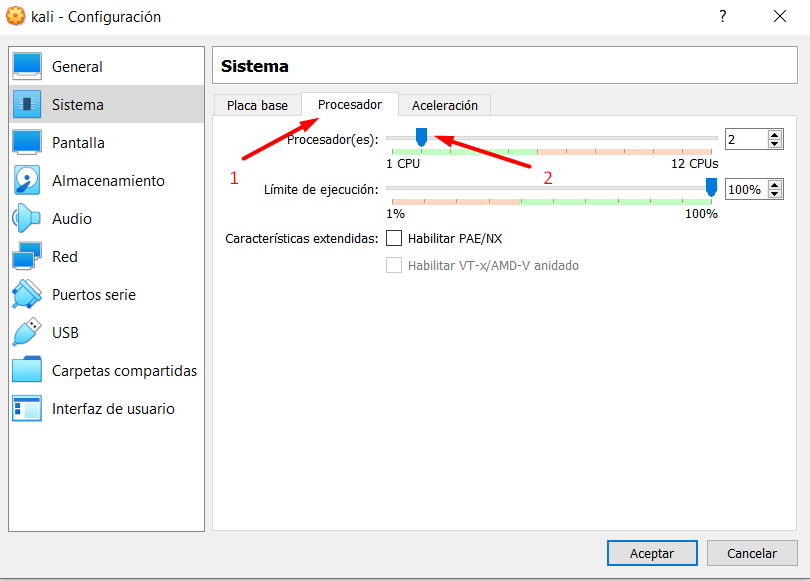 kali - Configuración
?
General
Sistema
Pantalla
Almacenamiento
Audio
Red
Puertos serie
USB
Carpetas compartidas
Interfaz de usuario
Sistema
Placa base
Procesador
Aceleración
Procesador(es):
2
1 CPU
12 CPUs
1
2
Límite de ejecución:
100%
1%
100%
Características extendidas:
Habilitar PAE/NX
Habilitar VT-x/AMD-V anidado
Aceptar
Cancelar